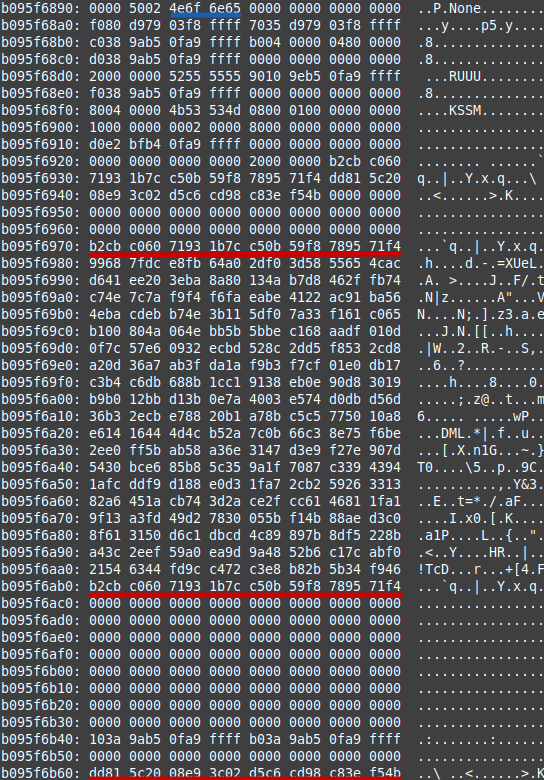 b095f6890: 0000 5002 4e6f 6e65 0000 0000 0000 0000  ..P.None........
b095f68a0: f080 d979 03f8 ffff 7035 d979 03f8 ffff  ...y....p5.y....
b095f68b0: c038 9ab5 0fa9 ffff b004 0000 0480 0000  .8..............
b095f68c0: d038 9ab5 0fa9 ffff 0000 0000 0000 0000  .8..............
b095f68d0: 2000 0000 5255 5555 9010 9eb5 0fa9 ffff   ...RUUU........
b095f68e0: f038 9ab5 0fa9 ffff 0000 0000 0000 0000  .8..............
b095f68f0: 8004 0000 4b53 534d 0800 0100 0000 0000  ....KSSM........
b095f6900: 1000 0000 0002 0000 8000 0000 0000 0000  ................
b095f6910: d0e2 bfb4 0fa9 ffff 0000 0000 0000 0000  ................
b095f6920: 0000 0000 0000 0000 2000 0000 b2cb c060  ........ ......`
b095f6930: 7193 1b7c c50b 59f8 7895 71f4 dd81 5c20  q..|..Y.x.q...\
b095f6940: 08e9 3c02 d5c6 cd98 c83e f54b 0000 0000  ..<......>.K....
b095f6950: 0000 0000 0000 0000 0000 0000 0000 0000  ................
b095f6960: 0000 0000 0000 0000 0000 0000 0000 0000  ................
b095f6970: b2cb c060 7193 1b7c c50b 59f8 7895 71f4  ...`q..|..Y.x.q.
b095f6980: 9968 7fdc e8fb 64a0 2df0 3d58 5565 4cac  .h....d.-.=XUeL.
b095f6990: d641 ee20 3eba 8a80 134a b7d8 462f fb74  .A. >....J..F/.t
b095f69a0: c74e 7c7a f9f4 f6fa eabe 4122 ac91 ba56  .N|z......A"...V
b095f69b0: 4eba cdeb b74e 3b11 5df0 7a33 f161 c065  N....N;.].z3.a.e
b095f69c0: b100 804a 064e bb5b 5bbe c168 aadf 010d  ...J.N.[[..h....
b095f69d0: 0f7c 57e6 0932 ecbd 528c 2dd5 f853 2cd8  .|W..2..R.-..S,.
b095f69e0: a20d 36a7 ab3f da1a f9b3 f7cf 01e0 db17  ..6..?..........
b095f69f0: c3b4 c6db 688b 1cc1 9138 eb0e 90d8 3019  ....h....8....0.
b095f6a00: b9b0 12bb d13b 0e7a 4003 e574 d0db d56d  .....;.z@..t...m
b095f6a10: 36b3 2ecb e788 20b1 a78b c5c5 7750 10a8  6..... .....wP..
b095f6a20: e614 1644 4d4c b52a 7c0b 66c3 8e75 f6be  ...DML.*|.f..u..
b095f6a30: 2ee0 ff5b ab58 a36e 3147 d3e9 f27e 907d  ...[.X.n1G...~.}
b095f6a40: 5430 bce6 85b8 5c35 9a1f 7087 c339 4394  T0....\5..p..9C.
b095f6a50: 1afc ddf9 d188 e0d3 1fa7 2cb2 5926 3313  ..........,.Y&3.
b095f6a60: 82a6 451a cb74 3d2a ce2f cc61 4681 1fa1  ..E..t=*./.aF...
b095f6a70: 9f13 a3fd 49d2 7830 055b f14b 88ae d3c0  ....I.x0.[.K....
b095f6a80: 8f61 3150 d6c1 dbcd 4c89 897b 8df5 228b  .a1P....L..{..".
b095f6a90: a43c 2eef 59a0 ea9d 9a48 52b6 c17c abf0  .<..Y....HR..|..
b095f6aa0: 2154 6344 fd9c c472 c3e8 b82b 5b34 f946  !TcD...r...+[4.F
b095f6ab0: b2cb c060 7193 1b7c c50b 59f8 7895 71f4  ...`q..|..Y.x.q.
b095f6ac0: 0000 0000 0000 0000 0000 0000 0000 0000  ................
b095f6ad0: 0000 0000 0000 0000 0000 0000 0000 0000  ................
b095f6ae0: 0000 0000 0000 0000 0000 0000 0000 0000  ................
b095f6af0: 0000 0000 0000 0000 0000 0000 0000 0000  ................
b095f6b00: 0000 0000 0000 0000 0000 0000 0000 0000  ................
b095f6b10: 0000 0000 0000 0000 0000 0000 0000 0000  ................
b095f6b20: 0000 0000 0000 0000 0000 0000 0000 0000  ................
b095f6b30: 0000 0000 0000 0000 0000 0000 0000 0000  ................
b095f6b40: 103a 9ab5 0fa9 ffff b03a 9ab5 0fa9 ffff  .:.......:......
b095f6b50: 0000 0000 0000 0000 0000 0000 0000 0000  ................
b095f6b60: dd81 5c20 08e9 3c02 d5c6 cd98 c83e f54b  ..\ ..<......>.K